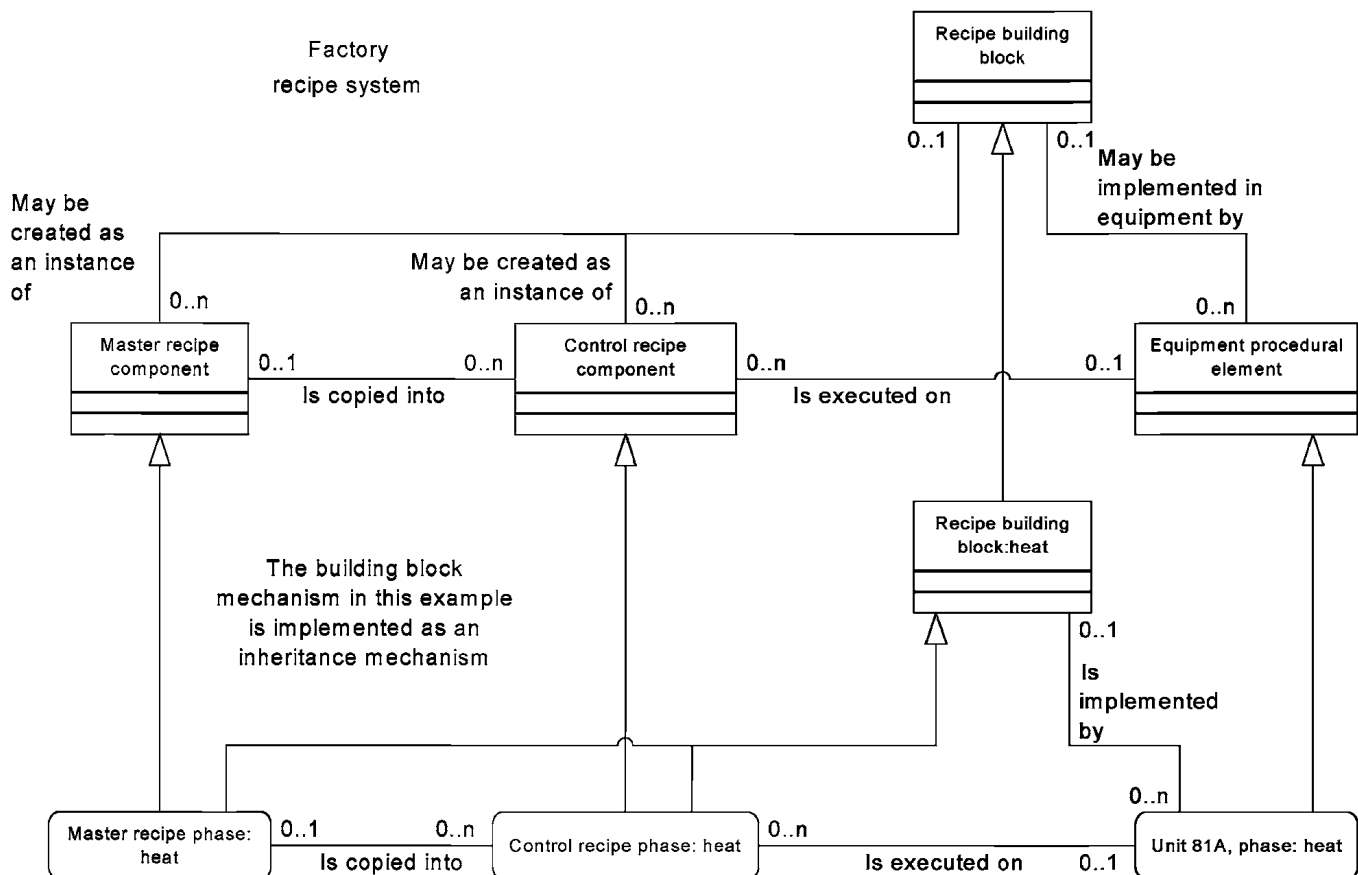 Factory
recipe system
Recipe building
block
0..1
0..1
May be
implemented in
equipment by
May be
created as
an instance
of
May be created as
an instance of
0..n
0..n
0..n
Master recipe
component
0..1
0..n
Is copied into
Control recipe
component
0..n
0..1
Is executed on
Equipment procedural
element
Recipe building
block:heat
The building block
mechanism in this example
is implemented as an
inheritance mechanism
0..1
Is
implemented
by
0..n
Master recipe phase:
heat
0..1
0..n
Is copied into
Control recipe phase: heat
0..n
Is executed on
0..1
Unit 81A, phase: heat